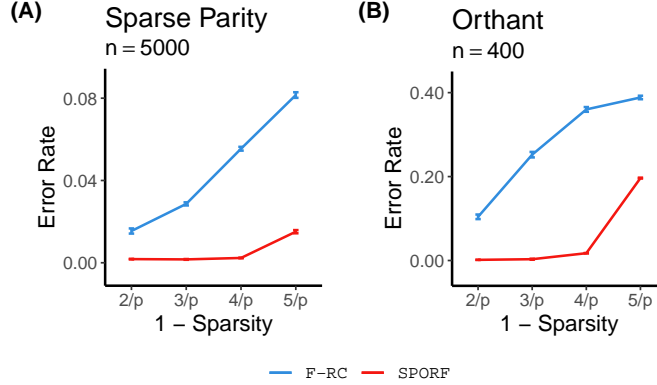 (A) Sparse Parity
n = 5000
0.08
0.04
0.00
Error Rate
2/p 3/p 4/p 5/p
1 − Sparsity
(B) Orthant
n = 400
0.40
0.20
0.00
Error Rate
2/p 3/p 4/p 5/p
1 − Sparsity
F−RC SPORF